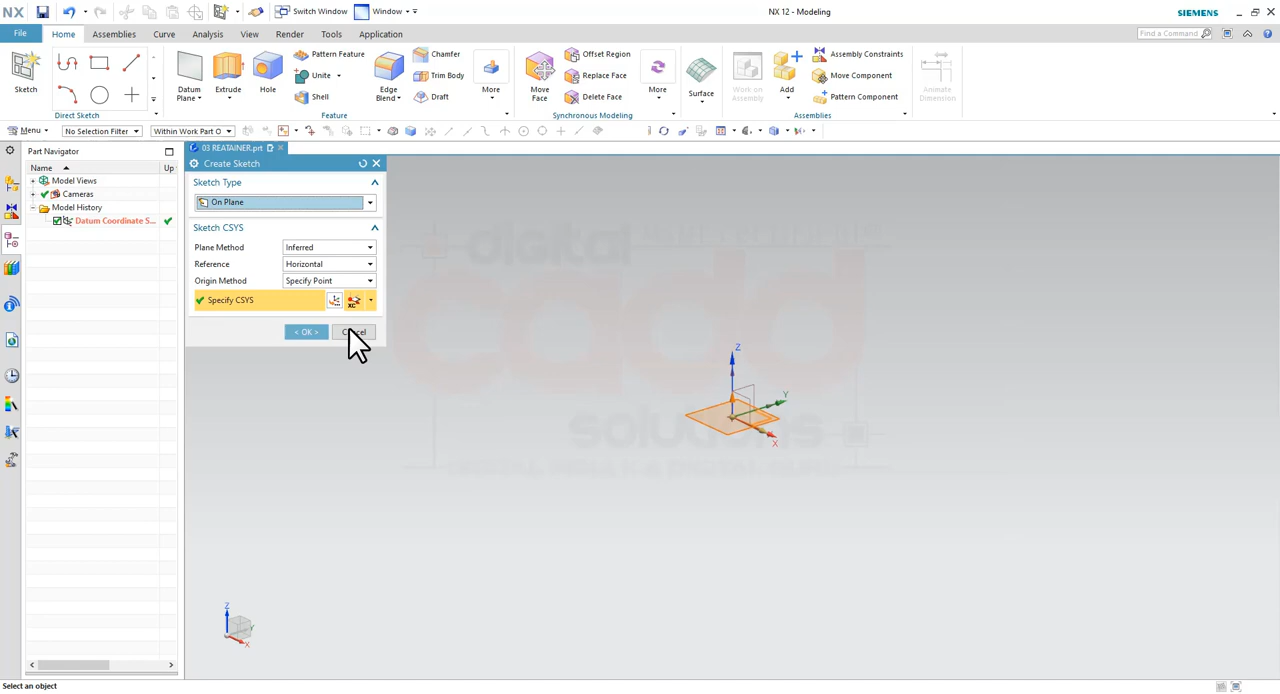 NX
Switch Window
Window
NX 12 - Modeling
SIEMENS
File
Home
Assemblies
Curve
Analysis
View
Render
Tools
Application
Find a Command
Sketch
Direct Sketch
Datum
Plane
Extrude
Hole
Pattern Feature
Unite
Shell
Edge
Blend
Chamfer
Trim Body
Draft
More
Feature
Move
Face
Offset Region
Replace Face
Delete Face
More
Synchronous Modeling
Surface
Work on
Assembly
Add
Assembly Constraints
Move Component
Pattern Component
Assemblies
Animate
Dimension
Menu
No Selection Filter
Within Work Part O
Part Navigator
Name
Up
Model Views
Cameras
Model History
Datum Coordinate S...
03 REATAINER.prt
Create Sketch
Sketch Type
On Plane
Sketch CSYS
Plane Method
Inferred
Reference
Horizontal
Origin Method
Specify Point
Specify CSYS
XC
< OK >
digital
cadd
solutions
Z
Y
X
Z
Y
X
Select an object